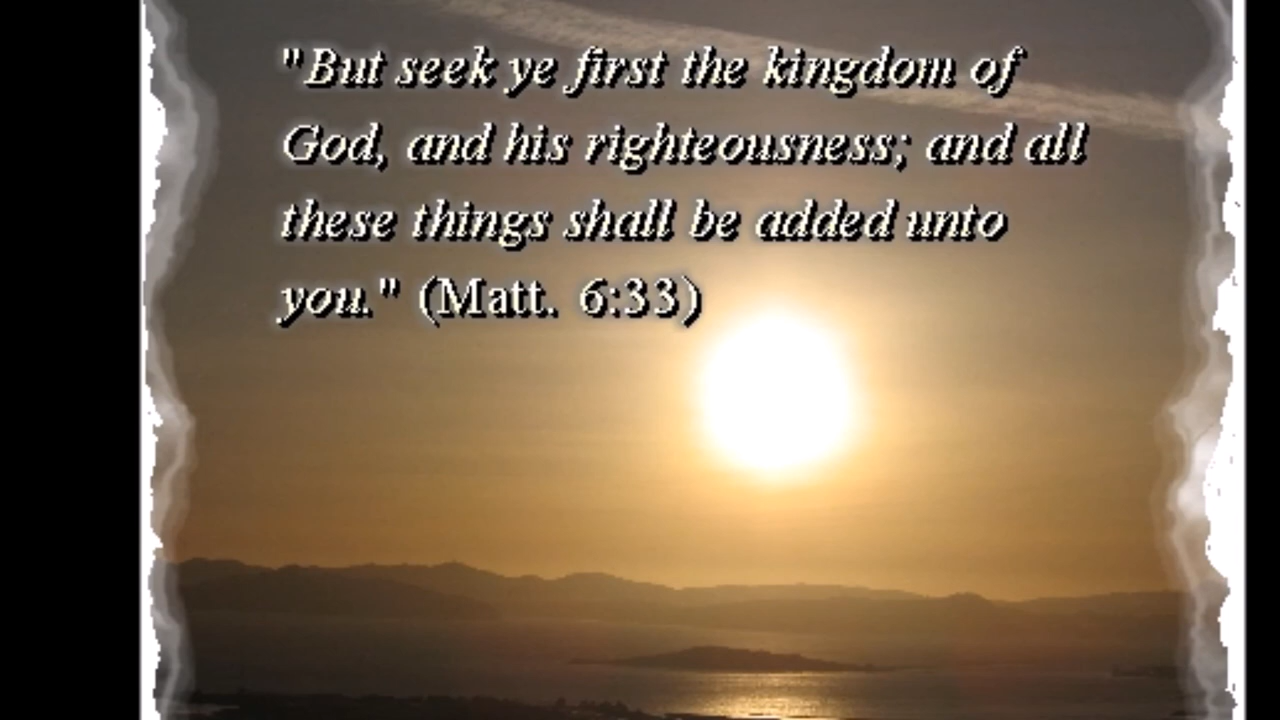 "But seek ye first the kingdom of
God, and his righteousness; and all
these things shall be added unto
you." (Matt. 6:33)